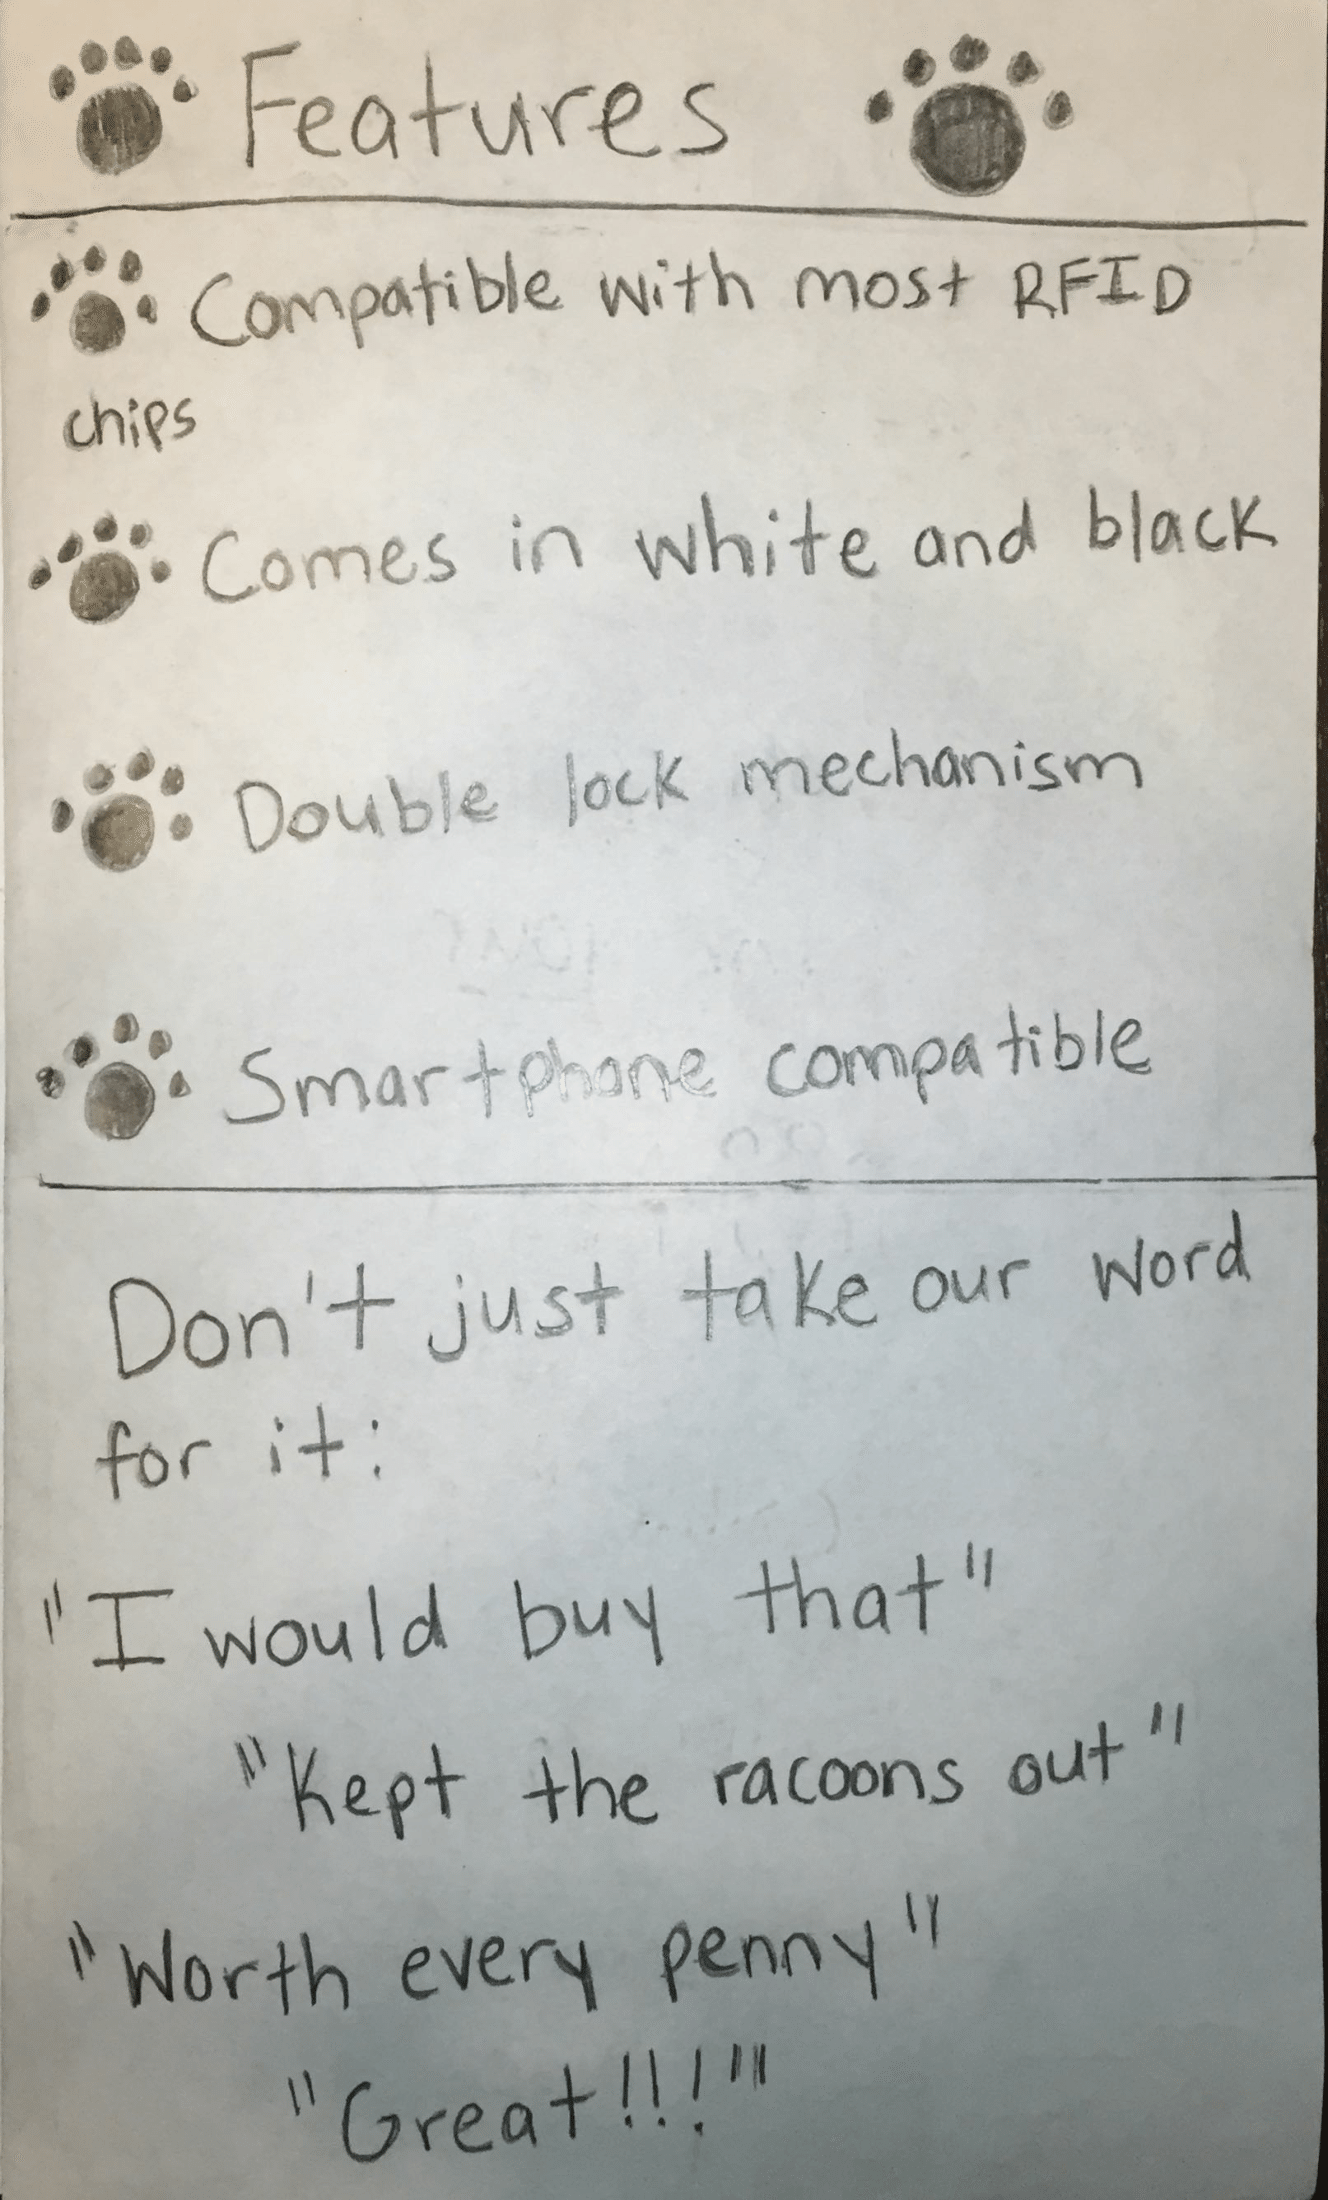 Features
Compatible with most RFID
chips
Comes in white and black
Double lock mechanism
Smartphone compatible
Don't just take our word
for it:
"I would buy that"
"Kept the racoons out"
"Worth every penny"
"Great!!!"